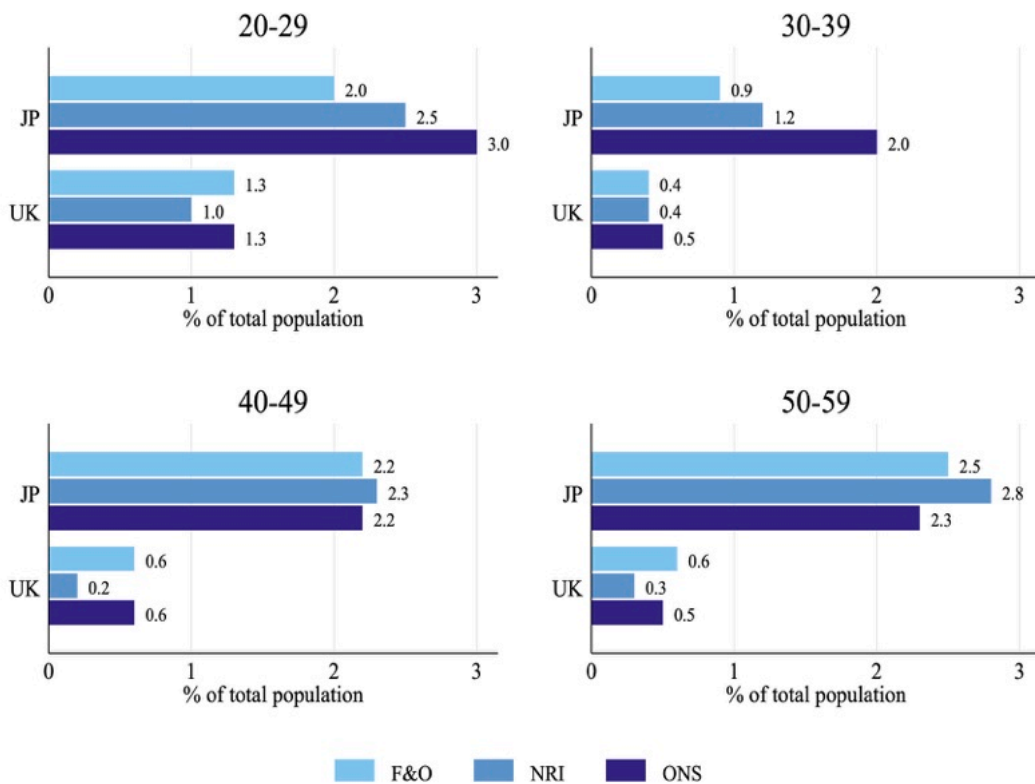 20-29
JP
2.0
2.5
3.0
UK
1.3
1.0
1.3
0 1 2 3
% of total population
30-39
JP
0.9
1.2
2.0
UK
0.4
0.4
0.5
0 1 2 3
% of total population
40-49
JP
2.2
2.3
2.2
UK
0.6
0.2
0.6
0 1 2 3
% of total population
50-59
JP
2.5
2.8
2.3
UK
0.6
0.3
0.5
0 1 2 3
% of total population
F&O NRI ONS